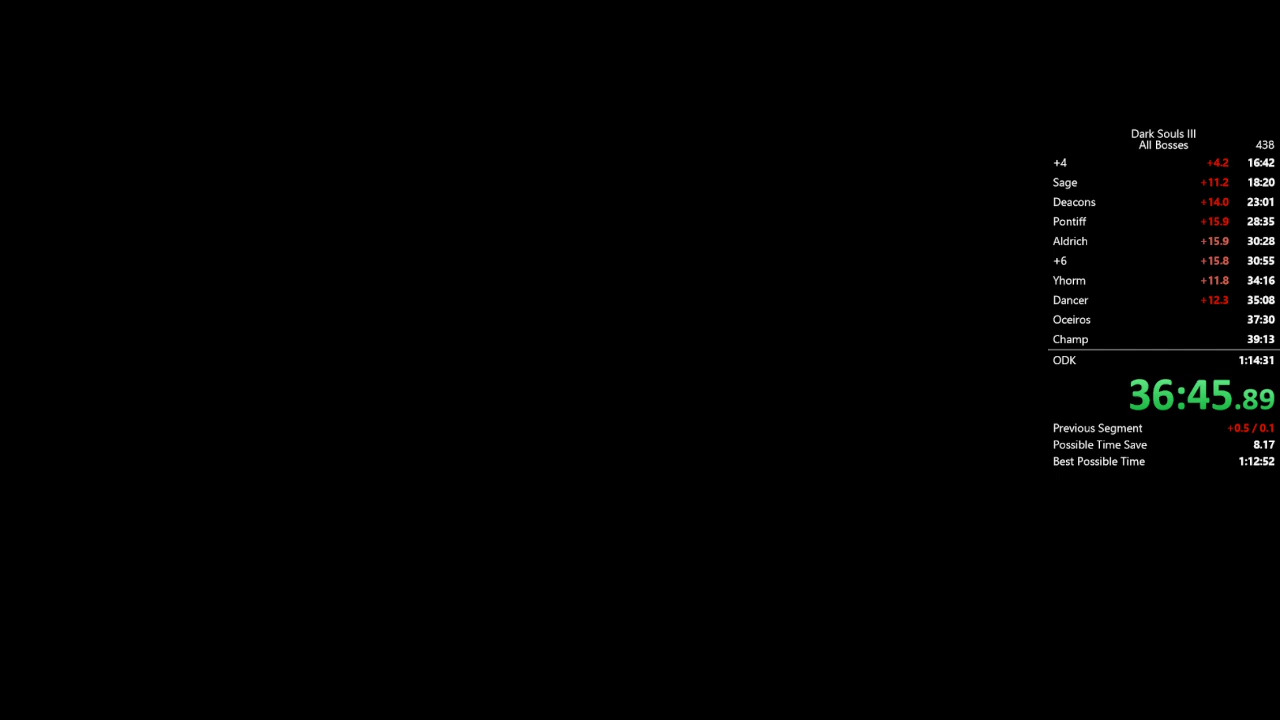 Dark Souls III
All Bosses 438
+4 +4.2 16:42
Sage +11.2 18:20
Deacons +14.0 23:01
Pontiff +15.9 28:35
Aldrich +15.9 30:28
+6 +15.8 30:55
Yhorm +11.8 34:16
Dancer +12.3 35:08
Oceiros 37:30
Champ 39:13
ODK 1:14:31
36:45.89
Previous Segment +0.5 / 0.1
Possible Time Save 8.17
Best Possible Time 1:12:52